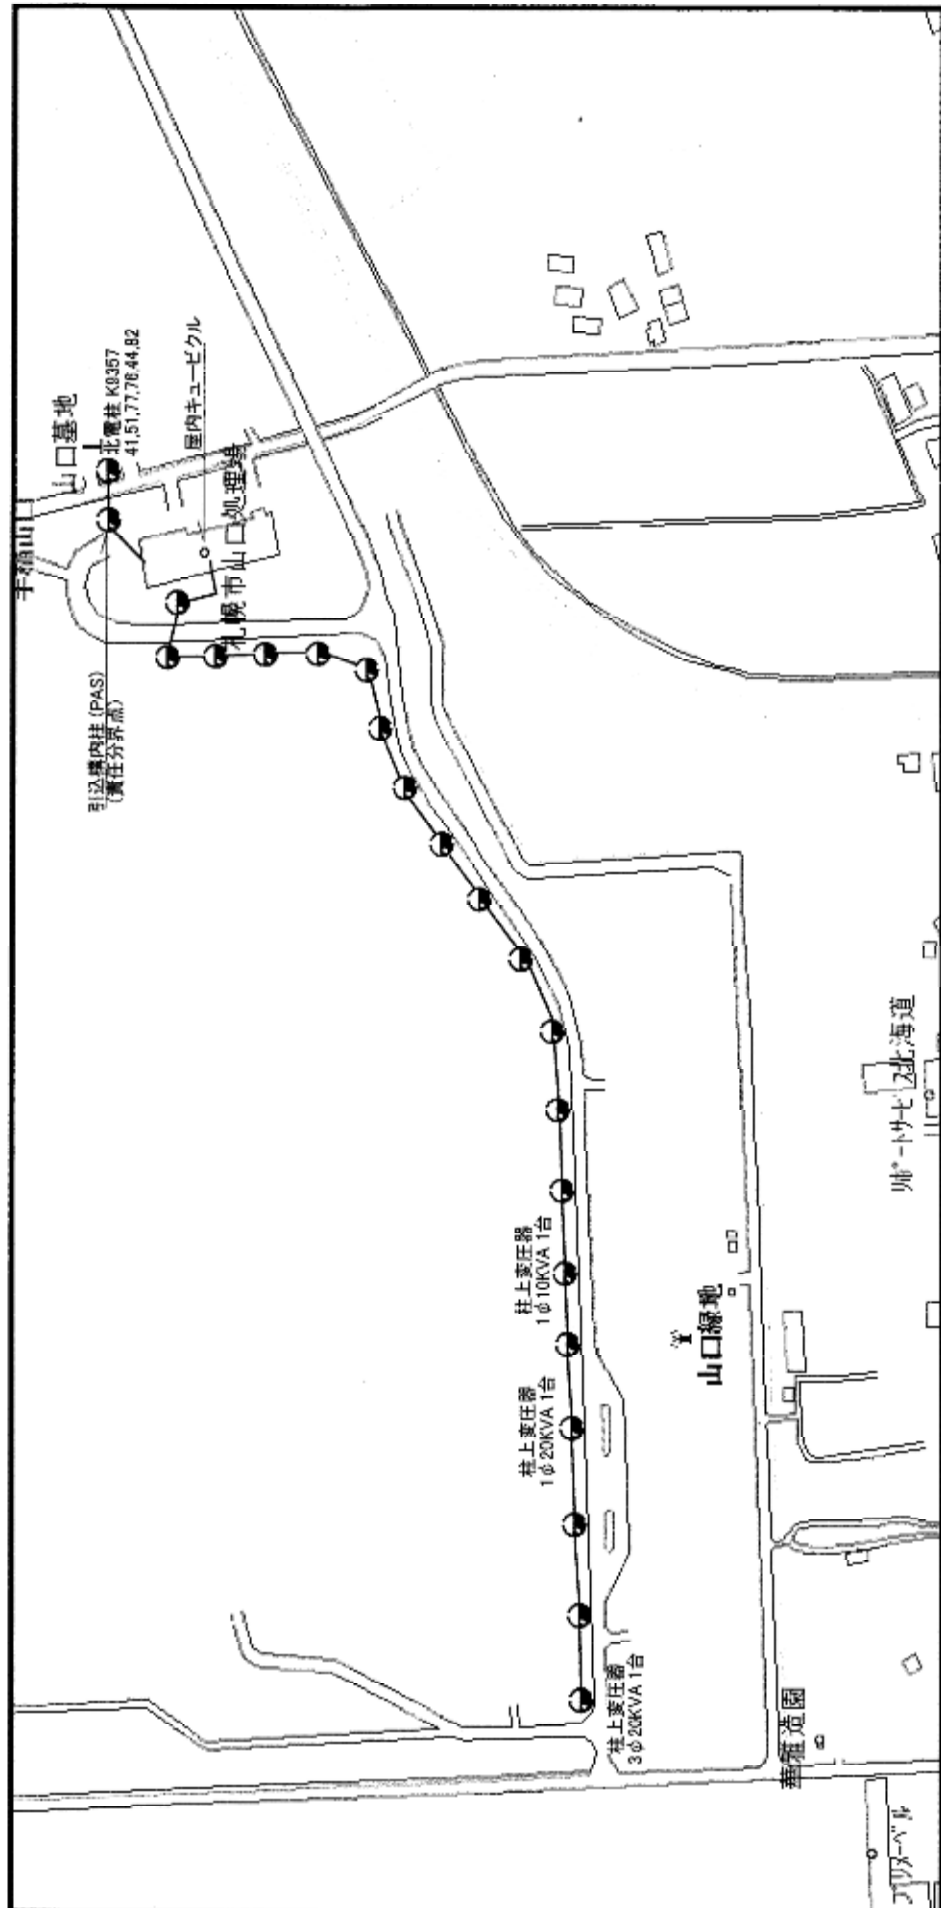 山口墓地
北電柱 K9357
41,51,77,76,44,82
屋内キュービクル
手稲山口
札幌市山口処理場
引込構内柱 (PAS)
(責任分界点)
柱上変圧器
1φ10KVA 1台
柱上変圧器
1φ20KVA 1台
柱上変圧器
3φ20KVA 1台
山口緑地
リポートサービス北海道
造園